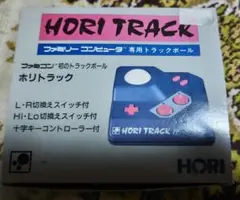 HORI TRACK
ファミリー コンピュータ専用トラックボール
ファミコン初のトラックボール
ホリトラック
L-R切換えスイッチ付
Hi-Lo切換えスイッチ付
十字キーコントローラー付
HORI TRACK
HORI